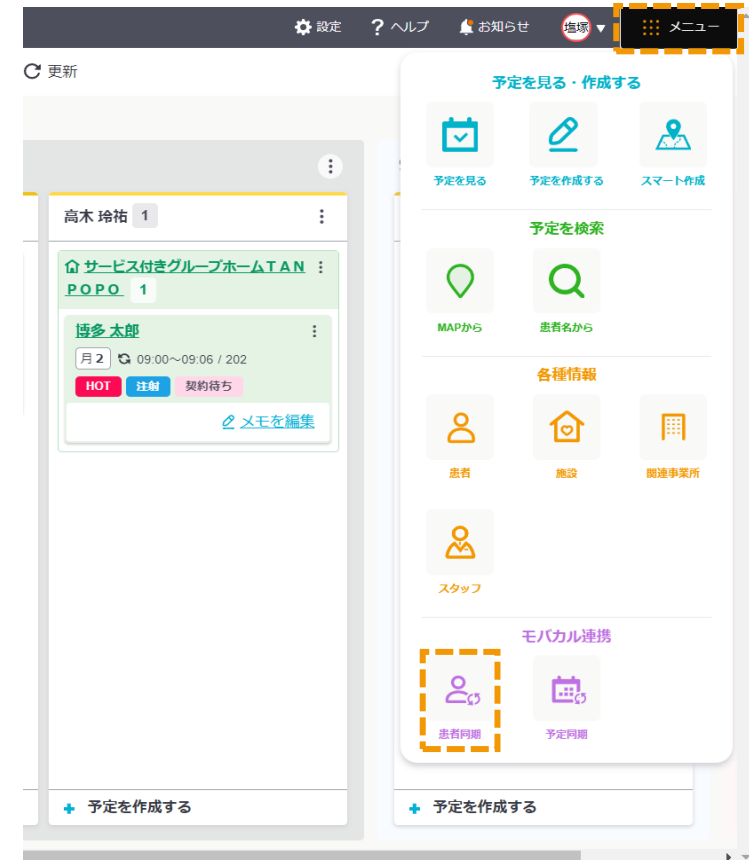 設定
ヘルプ
お知らせ
塩塚
メニュー
更新
予定を見る・作成する
予定を見る
予定を作成する
スマート作成
予定を検索
MAPから
患者名から
各種情報
患者
施設
関連事業所
スタッフ
モバカル連携
患者同期
予定同期
高木 玲祐 1
サービス付きグループホームTAN
POPO 1
博多 太郎
月2 09:00~09:06 / 202
HOT 注射 契約待ち
メモを編集
+ 予定を作成する
+ 予定を作成する